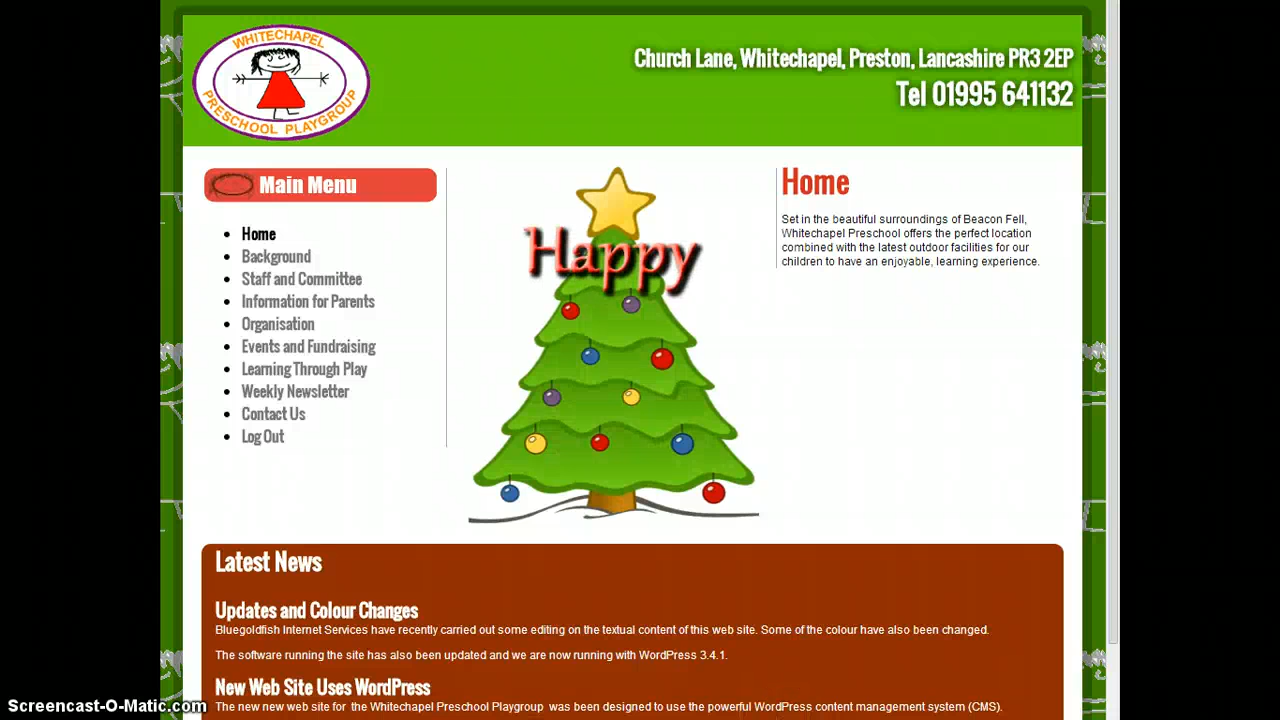 WHITECHAPEL
PRESCHOOL PLAYGROUP
Church Lane, Whitechapel, Preston, Lancashire PR3 2EP
Tel 01995 641132
Main Menu
Home
Background
Staff and Committee
Information for Parents
Organisation
Events and Fundraising
Learning Through Play
Weekly Newsletter
Contact Us
Log Out
Happy
Home
Set in the beautiful surroundings of Beacon Fell,
Whitechapel Preschool offers the perfect location
combined with the latest outdoor facilities for our
children to have an enjoyable, learning experience.
Latest News
Updates and Colour Changes
Bluegoldfish Internet Services have recently carried out some editing on the textual content of this web site. Some of the colour have also been changed.
The software running the site has also been updated and we are now running with WordPress 3.4.1.
New Web Site Uses WordPress
The new new web site for the Whitechapel Preschool Playgroup was been designed to use the powerful WordPress content management system (CMS).
Screencast-O-Matic.com